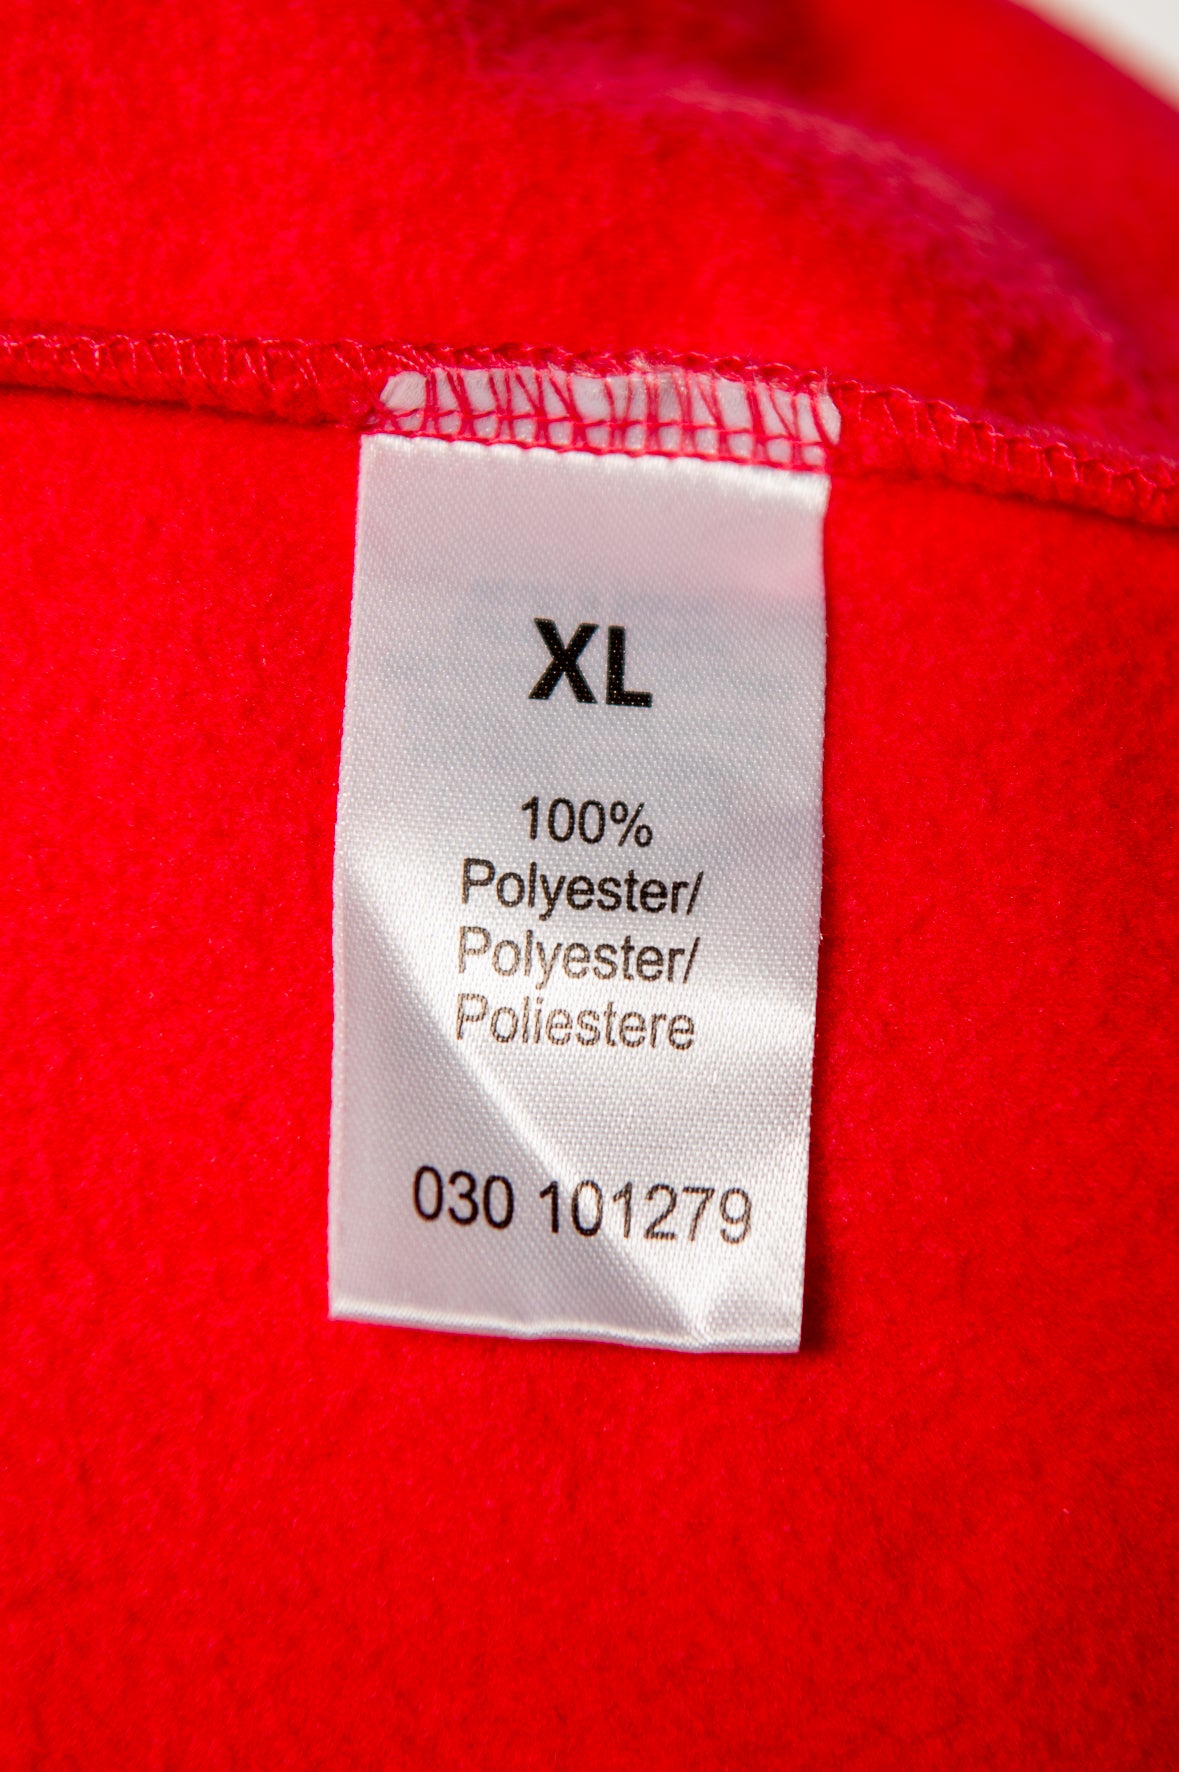 XL
100%
Polyester/
Polyester/
Poliestere
030 101279